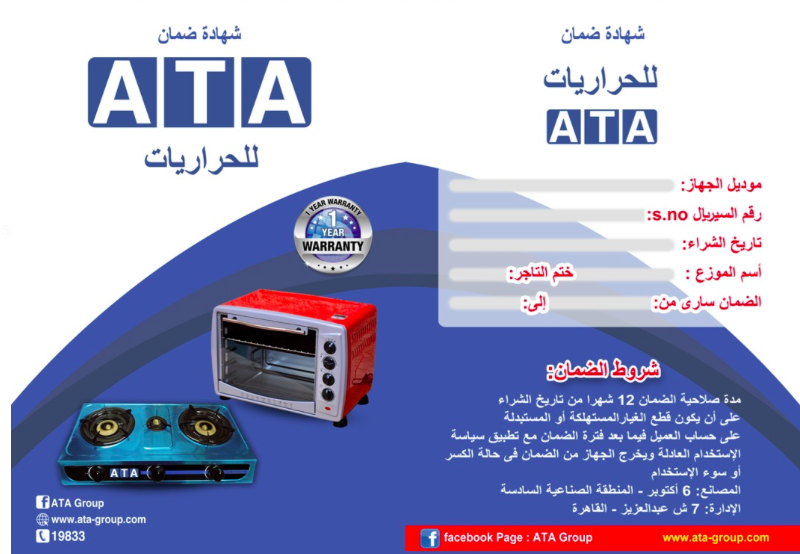 شهادة ضمان
ATA
للحراريات
1 YEAR WARRANTY
1
YEAR
WARRANTY
ATA
ATA Group
www.ata-group.com
19833
شهادة ضمان
للحراريات
ATA
موديل الجهاز:
رقم السيريال s.no:
تاريخ الشراء:
أسم الموزع : ختم التاجر:
الضمان سارى من: إلى:
شروط الضمان:
مدة صلاحية الضمان 12 شهرا من تاريخ الشراء
على أن يكون قطع الغيارالمستهلكة أو المستبدلة
على حساب العميل فيما بعد فترة الضمان مع تطبيق سياسة
الإستخدام العادلة ويخرج الجهاز من الضمان فى حالة الكسر
أو سوء الإستخدام
المصانع: 6 أكتوبر - المنطقة الصناعية السادسة
الإدارة: 7 ش عبدالعزيز - القاهرة
facebook Page : ATA Group www.ata-group.com